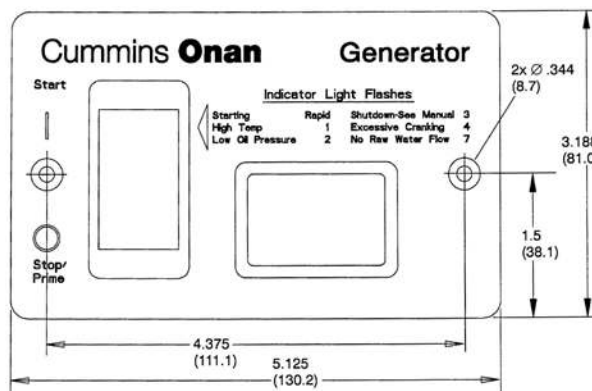 Cummins Onan Generator
Start
Indicator Light Flashes
Starting Rapid Shutdown-See Manual 3
High Temp 1 Excessive Cranking 4
Low Oil Pressure 2 No Raw Water Flow 7
Stop/
Prime
2x Ø .344
(8.7)
3.188
(81.0
1.5
(38.1)
4.375
(111.1)
5.125
(130.2)